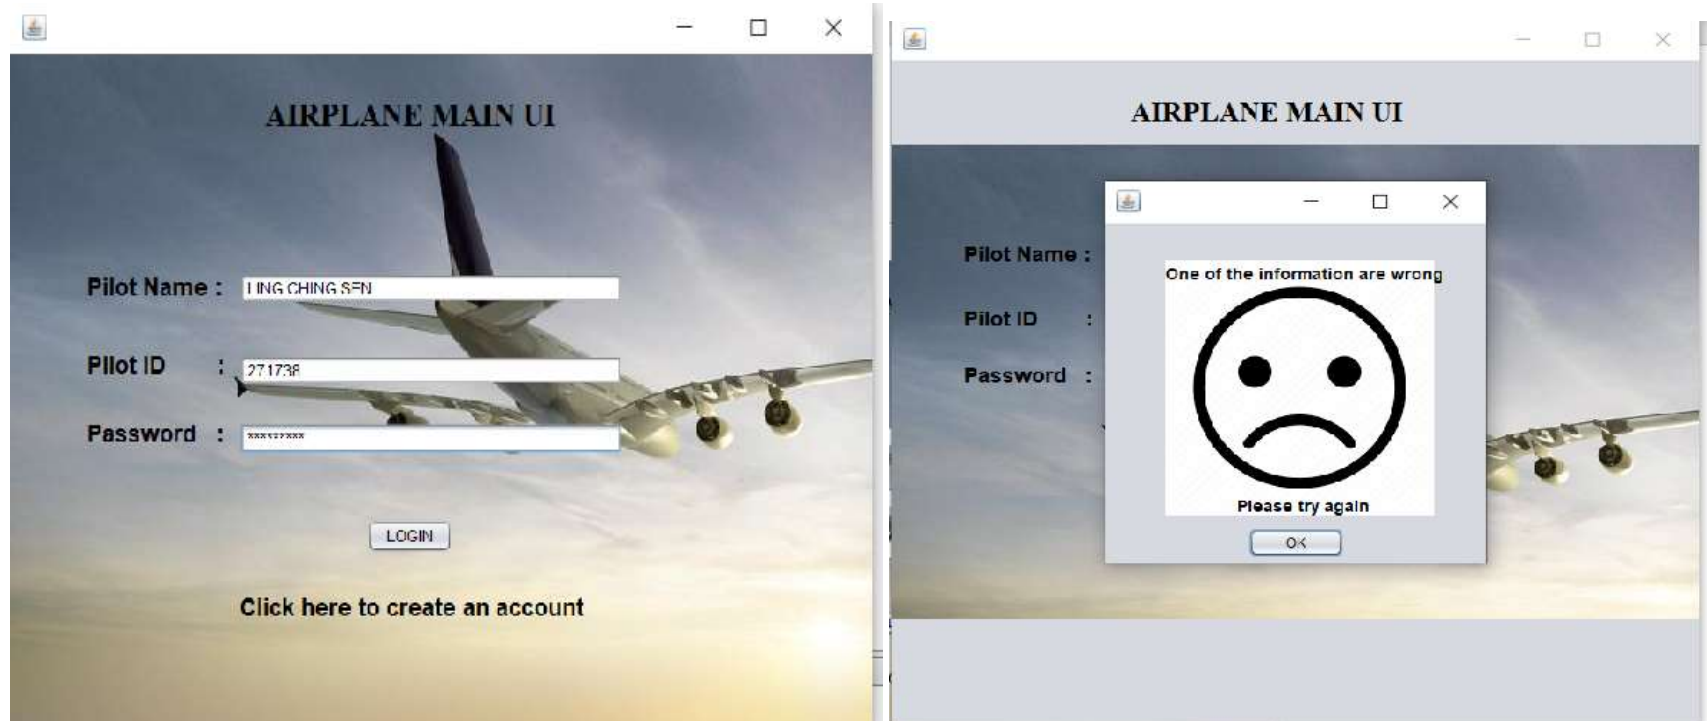 AIRPLANE MAIN UI
Pilot Name : LING CHING SEN
Pilot ID : 271738
Password : *********
LOGIN
Click here to create an account
AIRPLANE MAIN UI
Pilot Name :
Pilot ID :
Password :
One of the information are wrong
Please try again
OK